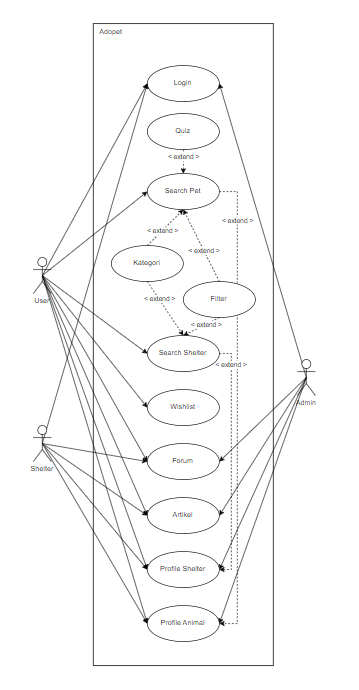 Adopet
Login
Quiz
< extend >
Search Pet
< extend >
< extend >
< extend >
Kategori
Filter
< extend >
< extend >
User
Search Shelter
< extend >
Wishlist
Admin
Forum
Shelter
Artikel
Profile Shelter
Profile Animal